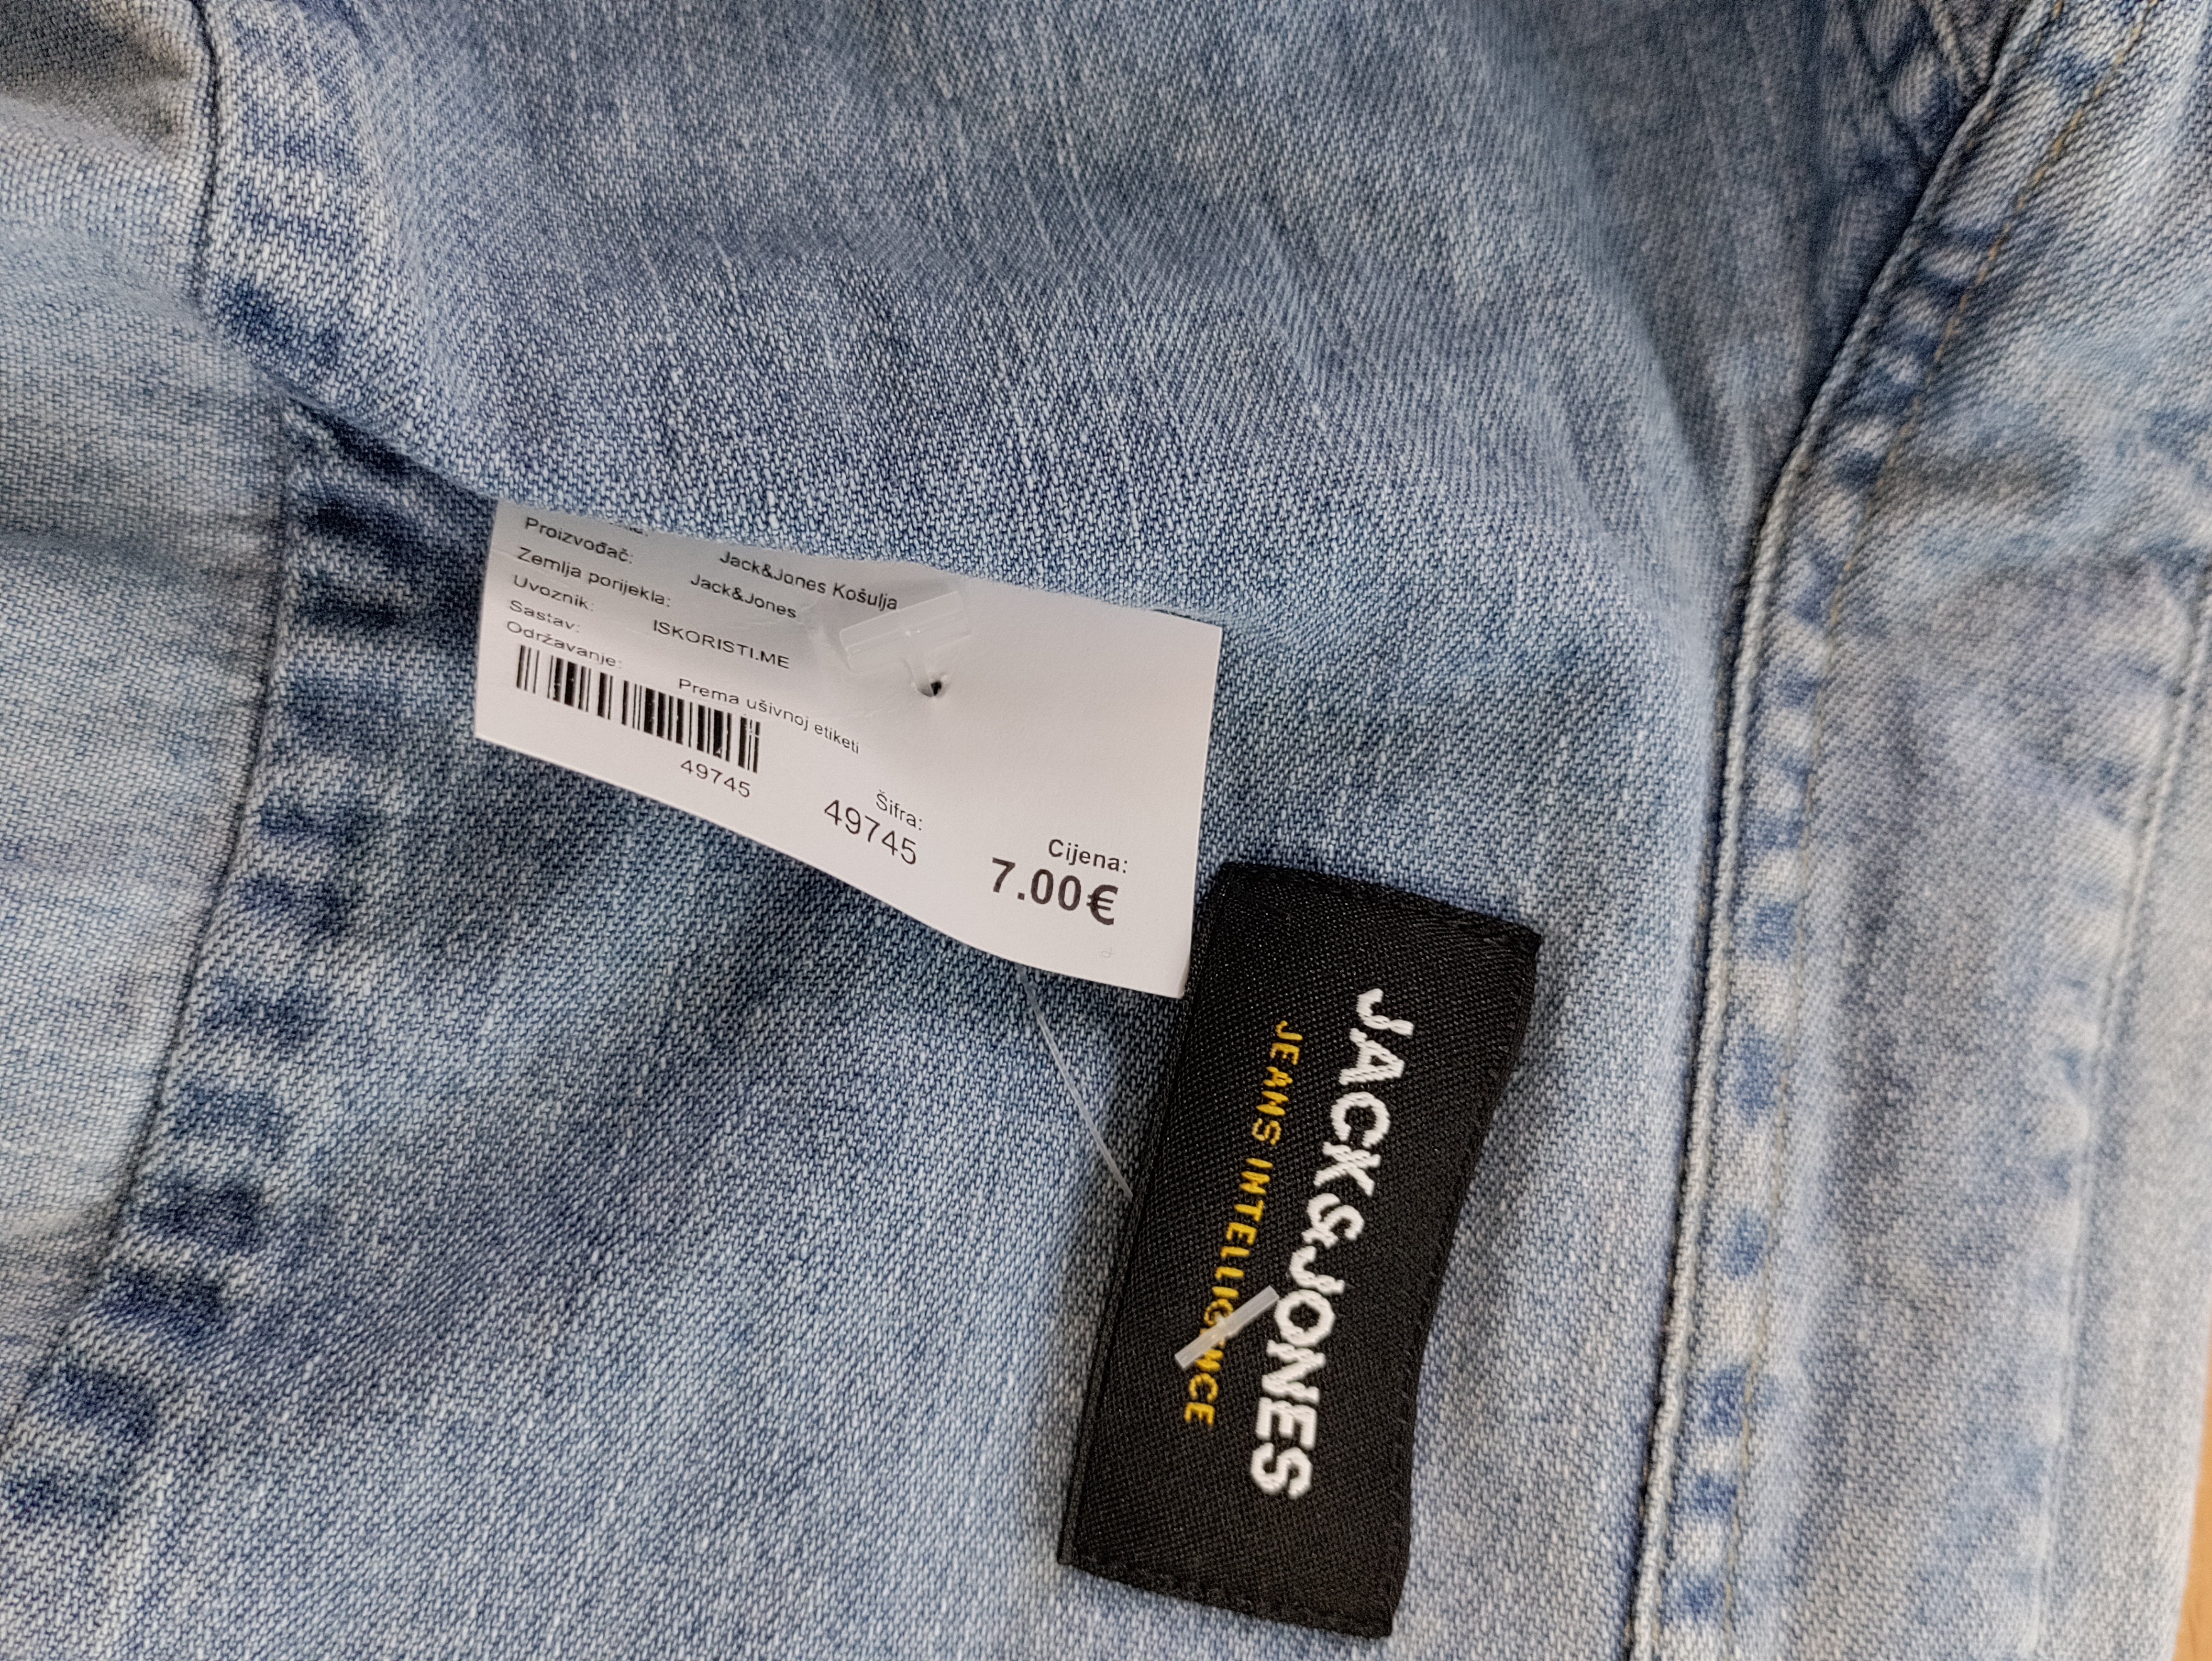 Proizvođač: Jack&Jones Košulja
Zemlja porijekla: Jack&Jones
Uvoznik: ISKORISTI.ME
Sastav:
Održavanje: Prema ušivnoj etiketi
49745
Šifra:
49745
Cijena:
7.00€
JACK&JONES
JEANS INTELLIGENCE